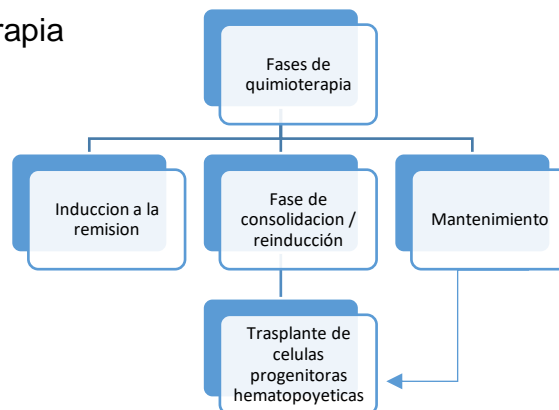 rapia
Fases de
quimioterapia
Induccion a la
remision
Fase de
consolidacion /
reinducción
Mantenimiento
Trasplante de
celulas
progenitoras
hematopoyeticas